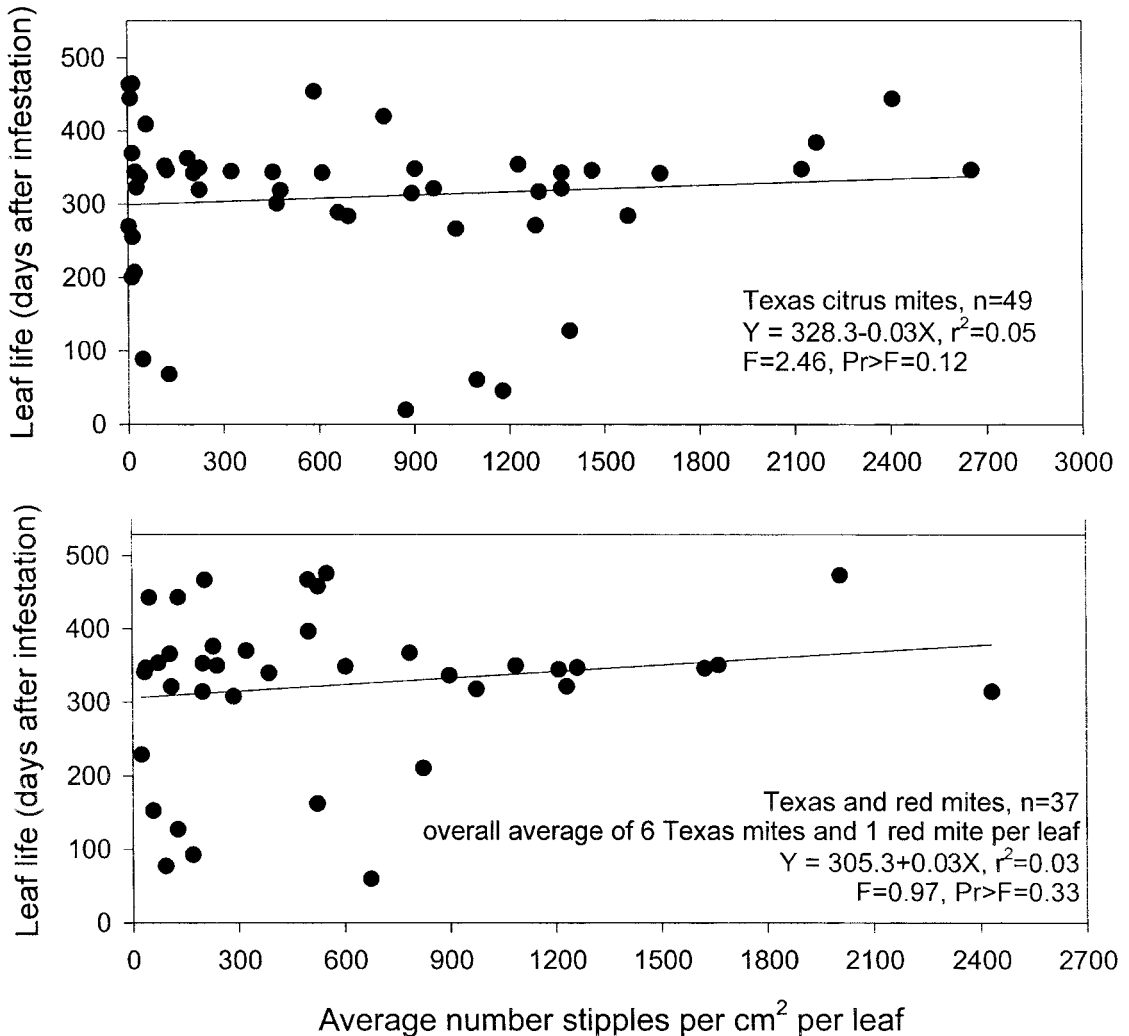 Leaf life (days after infestation)
500
400
300
200
100
0
Texas citrus mites, n=49
Y = 328.3-0.03X, r²=0.05
F=2.46, Pr>F=0.12
0 300 600 900 1200 1500 1800 2100 2400 2700 3000
Leaf life (days after infestation)
500
400
300
200
100
0
Texas and red mites, n=37
overall average of 6 Texas mites and 1 red mite per leaf
Y = 305.3+0.03X, r²=0.03
F=0.97, Pr>F=0.33
0 300 600 900 1200 1500 1800 2100 2400 2700
Average number stipples per cm² per leaf